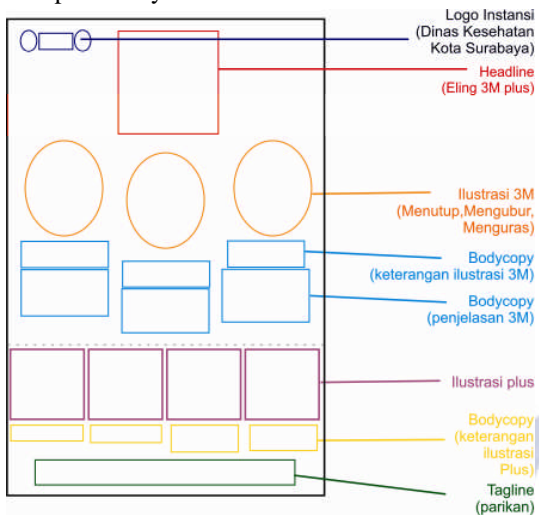 Logo Instansi
(Dinas Kesehatan
Kota Surabaya)
Headline
(Eling 3M plus)
Ilustrasi 3M
(Menutup,Mengubur,
Menguras)
Bodycopy
(keterangan ilustrasi 3M)
Bodycopy
(penjelasan 3M)
Ilustrasi plus
Bodycopy
(keterangan
ilustrasi
Plus)
Tagline
(parikan)